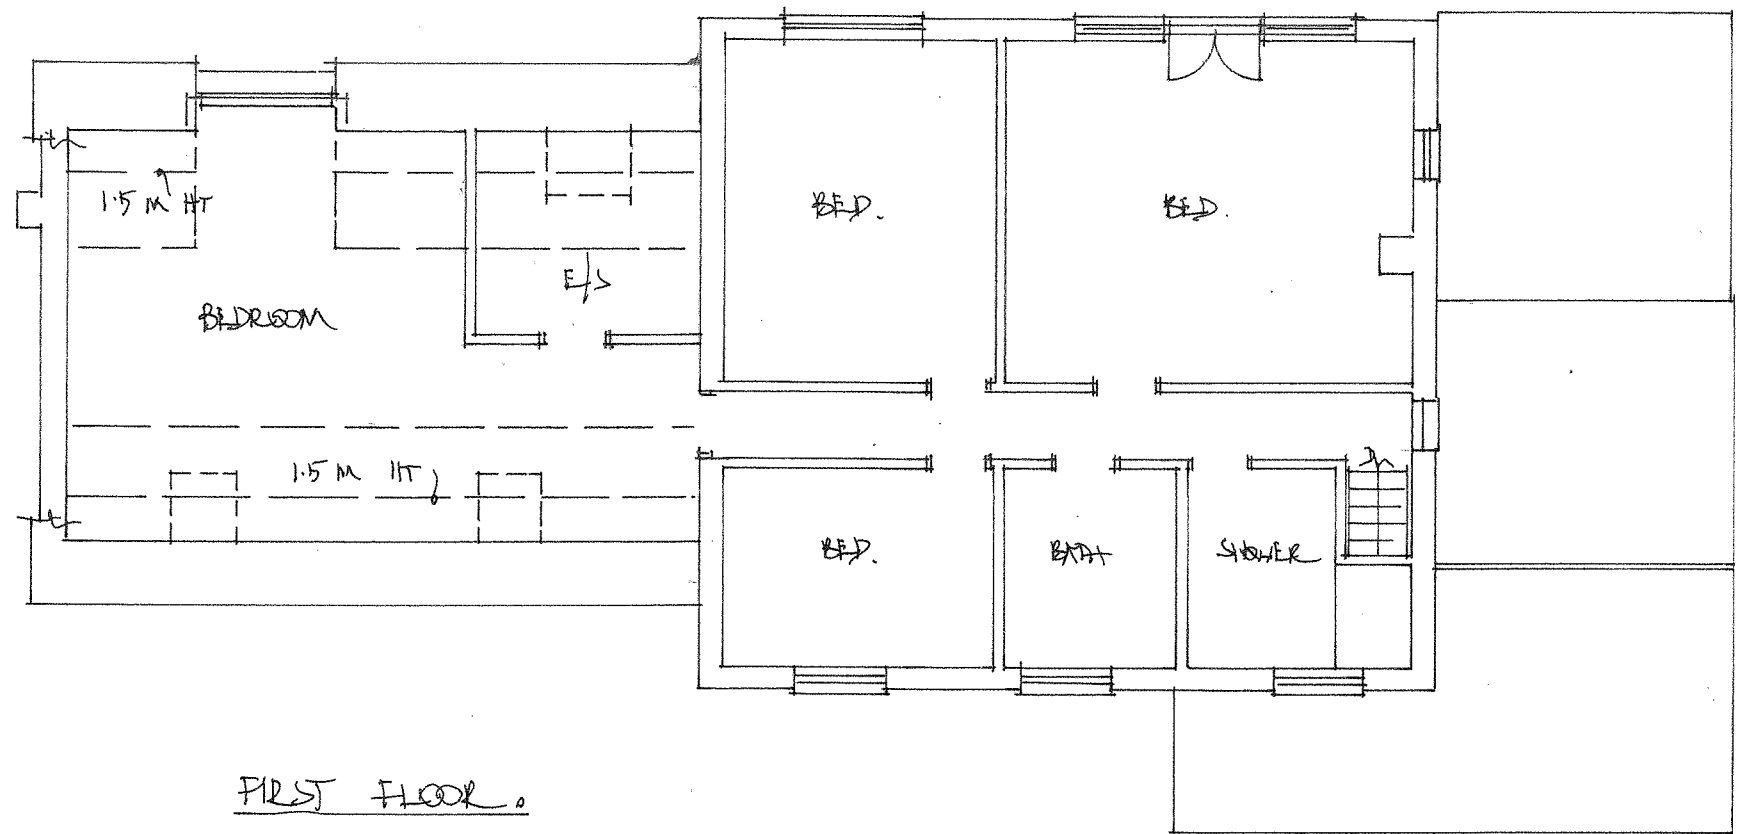 1.5 M HT
BED.
BED.
E/S
BEDROOM
1.5 M HT
Dn
BED.
BATH
SHOWER
FIRST FLOOR.